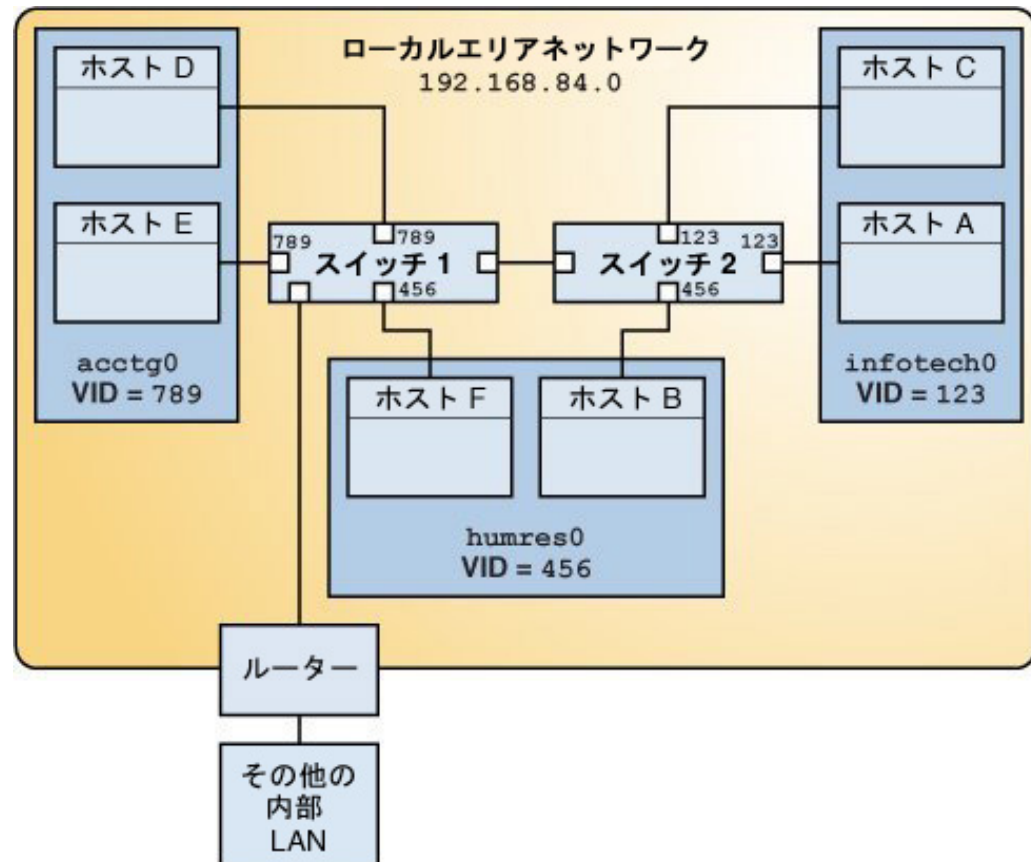 ローカルエリアネットワーク
192.168.84.0
ホスト D
ホスト C
ホスト E
ホスト A
789
789
スイッチ 1
456
123
123
スイッチ 2
456
acctg0
VID = 789
infotech0
VID = 123
ホスト F
ホスト B
humres0
VID = 456
ルーター
その他の
内部
LAN